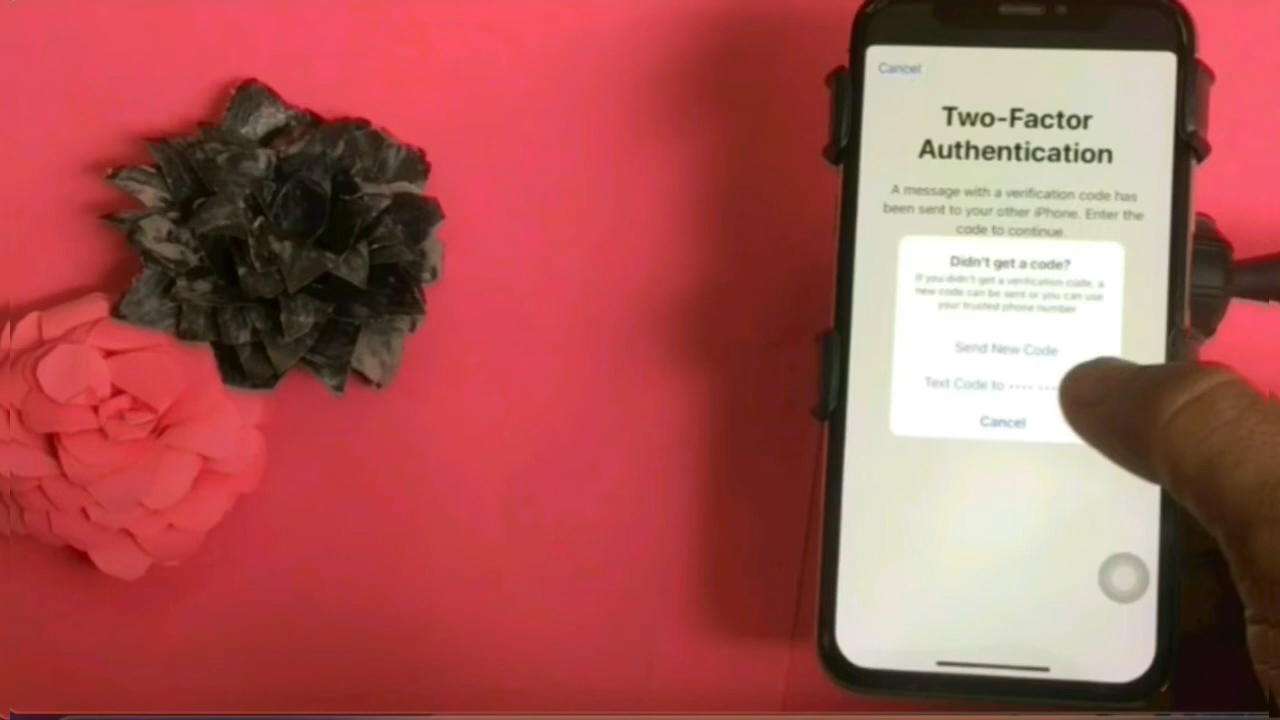 Cancel
Two-Factor
Authentication
A message with a verification code has
been sent to your other iPhone. Enter the
code to continue.
Didn't get a code?
If you didn't get a verification code, a
new code can be sent or you can use
your trusted phone number
Send New Code
Text Code to •••• •••
Cancel